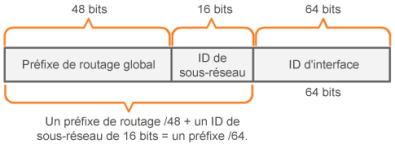 48 bits
16 bits
64 bits
Préfixe de routage global
ID de
sous-réseau
ID d'interface
64 bits
Un préfixe de routage /48 + un ID de
sous-réseau de 16 bits = un préfixe /64.